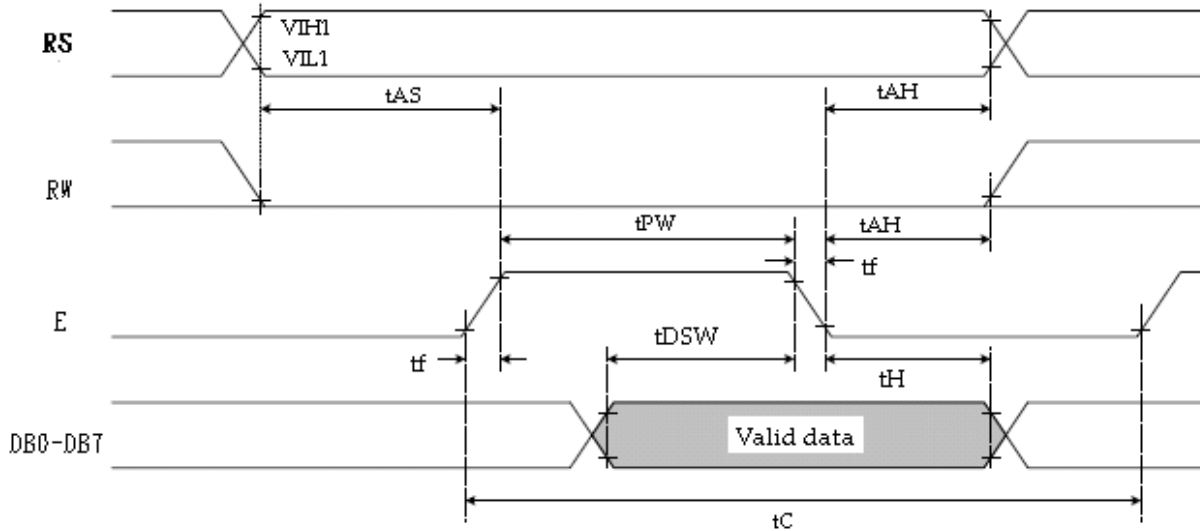 RS
VIH1
VIL1
tAS
tAH
RW
tPW
tAH
tf
E
tDSW
tf
tH
DB0-DB7
Valid data
tC